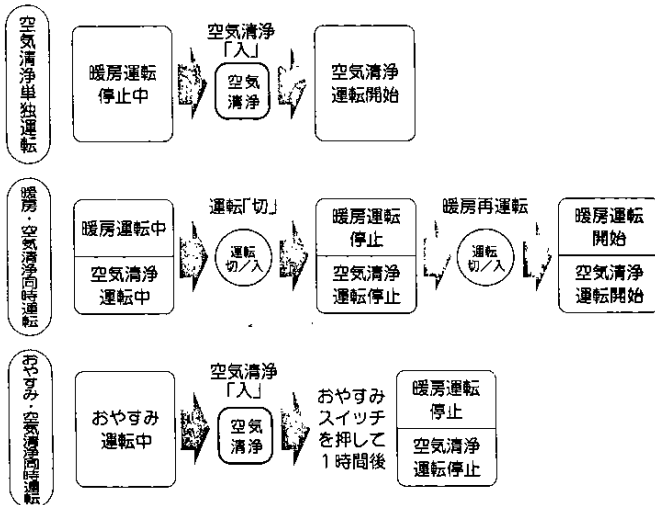 空気清浄単独運転
暖房運転
停止中
空気清浄
「入」
空気
清浄
空気清浄
運転開始
暖房・空気清浄同時運転
暖房運転中
空気清浄
運転中
運転「切」
運転
切／入
暖房運転
停止
空気清浄
運転停止
暖房再運転
運転
切／入
暖房運転
開始
空気清浄
運転開始
おやすみ・空気清浄同時運転
おやすみ
運転中
空気清浄
「入」
空気
清浄
おやすみ
スイッチ
を押して
1時間後
暖房運転
停止
空気清浄
運転停止